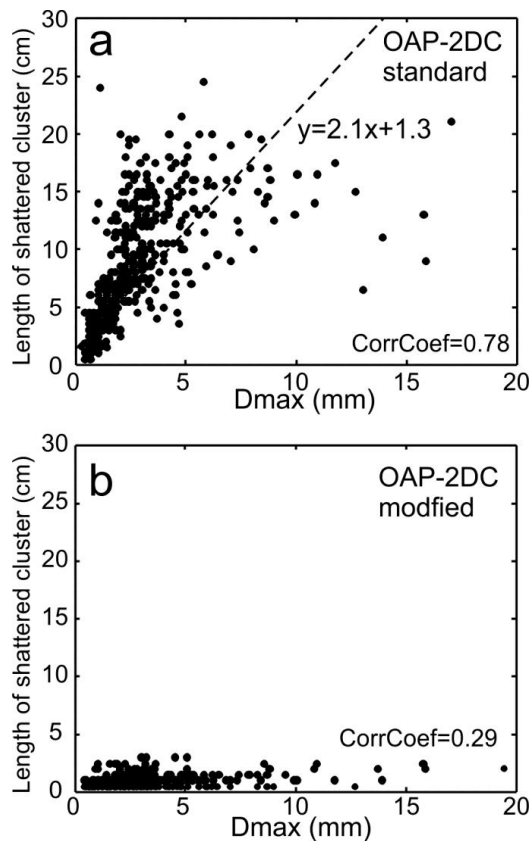 30
a
OAP-2DC
standard
25
20
y=2.1x+1.3
15
10
5
CorrCoef=0.78
0
0 5 10 15 20
Length of shattered cluster (cm)
Dmax (mm)
30
b
OAP-2DC
modfied
25
20
15
10
5
CorrCoef=0.29
0
0 5 10 15 20
Length of shattered cluster (cm)
Dmax (mm)